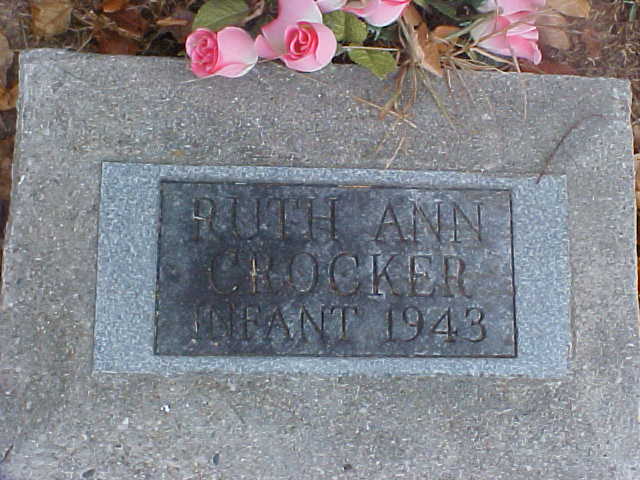 RUTH ANN
CROCKER
INFANT 1943